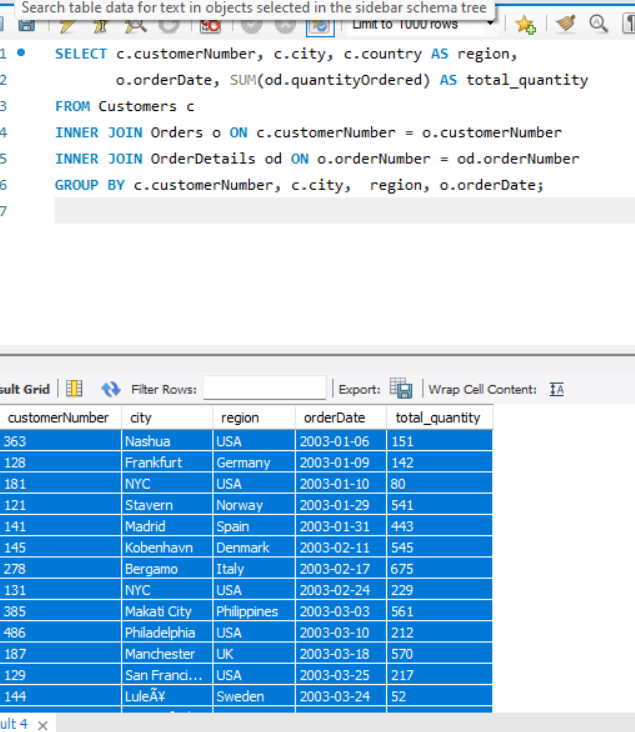 Search table data for text in objects selected in the sidebar schema tree
Limit to 1000 rows
1 SELECT c.customerNumber, c.city, c.country AS region,
2 o.orderDate, SUM(od.quantityOrdered) AS total_quantity
3 FROM Customers c
4 INNER JOIN Orders o ON c.customerNumber = o.customerNumber
5 INNER JOIN OrderDetails od ON o.orderNumber = od.orderNumber
6 GROUP BY c.customerNumber, c.city, region, o.orderDate;
7
sult Grid Filter Rows: Export: Wrap Cell Content: IA
customerNumber city region orderDate total_quantity
363 Nashua USA 2003-01-06 151
128 Frankfurt Germany 2003-01-09 142
181 NYC USA 2003-01-10 80
121 Stavern Norway 2003-01-29 541
141 Madrid Spain 2003-01-31 443
145 Kobenhavn Denmark 2003-02-11 545
278 Bergamo Italy 2003-02-17 675
131 NYC USA 2003-02-24 229
385 Makati City Philippines 2003-03-03 561
486 Philadelphia USA 2003-03-10 212
187 Manchester UK 2003-03-18 570
129 San Franci... USA 2003-03-25 217
144 LuleÃ¥ Sweden 2003-03-24 52
ult 4 ×